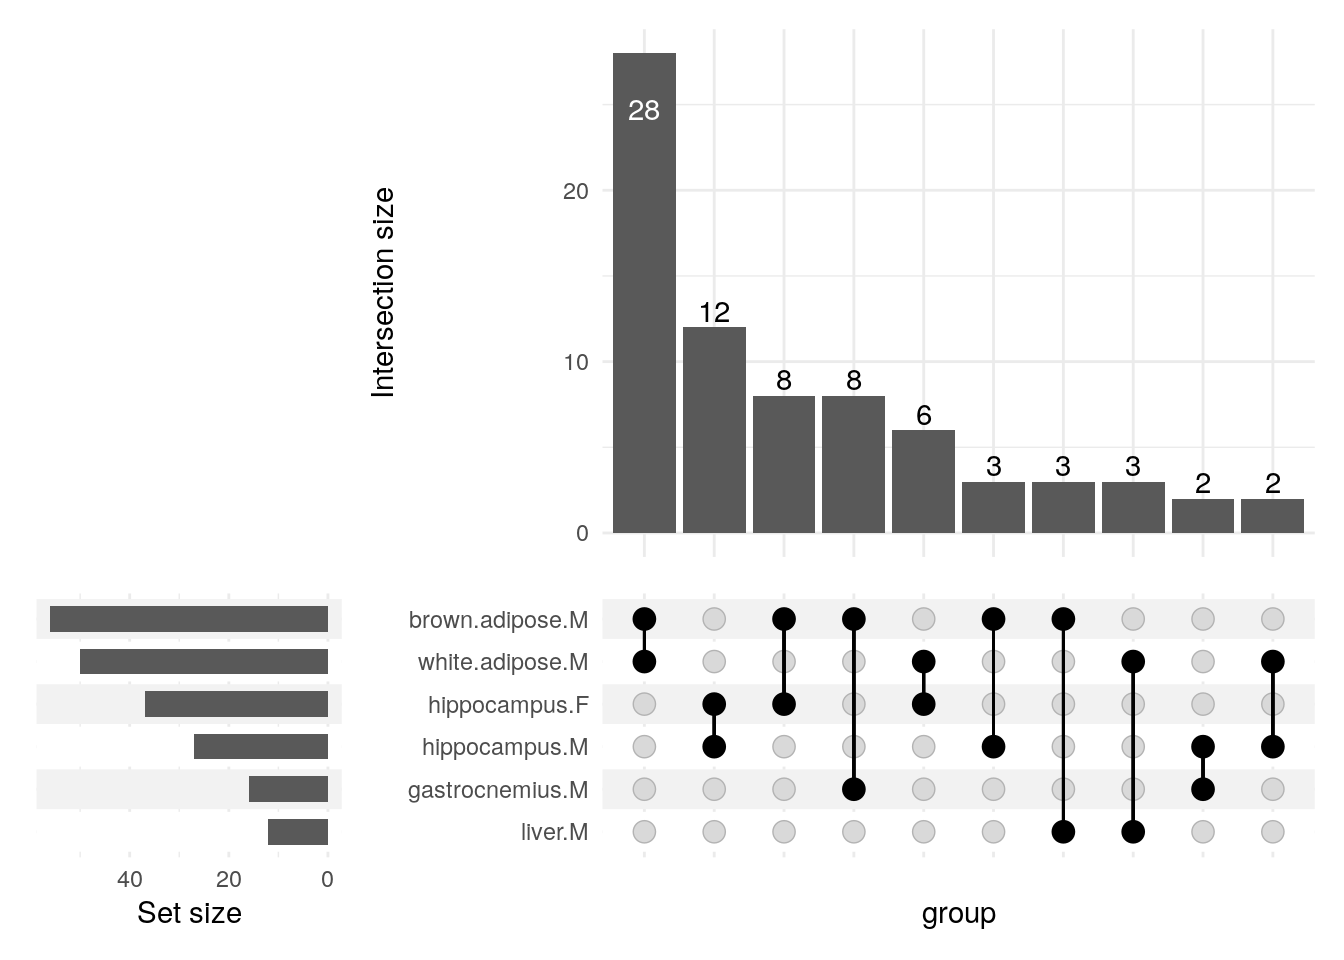 28
12
8
8
6
3
3
3
2
2
Intersection size
20
10
0
brown.adipose.M
white.adipose.M
hippocampus.F
hippocampus.M
gastrocnemius.M
liver.M
40 20 0
Set size
group